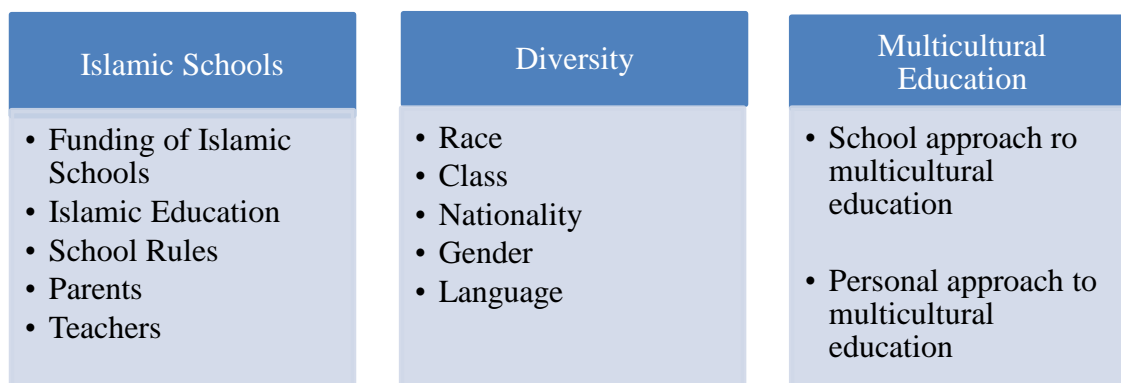 Islamic Schools
• Funding of Islamic
Schools
• Islamic Education
• School Rules
• Parents
• Teachers
Diversity
• Race
• Class
• Nationality
• Gender
• Language
Multicultural
Education
• School approach ro
multicultural
education
• Personal approach to
multicultural
education